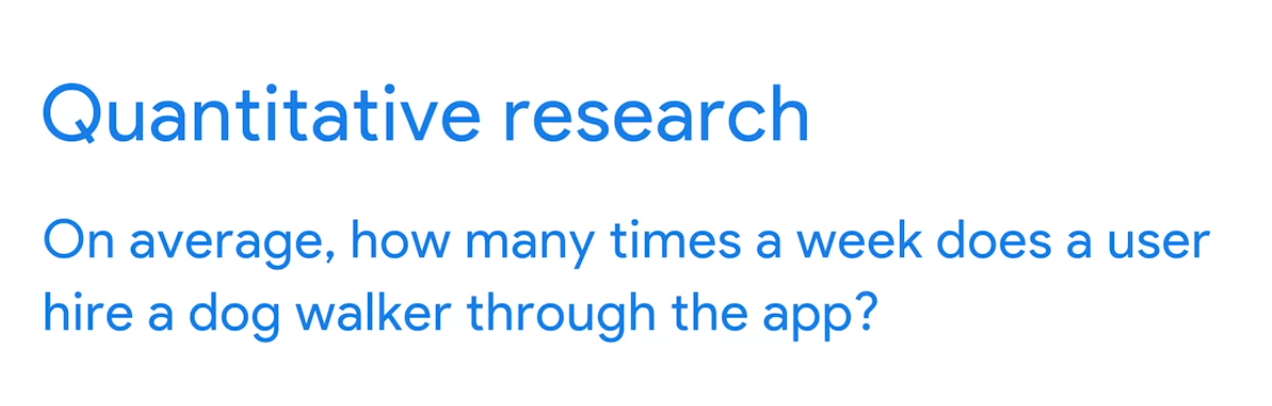 Quantitative research
On average, how many times a week does a user
hire a dog walker through the app?